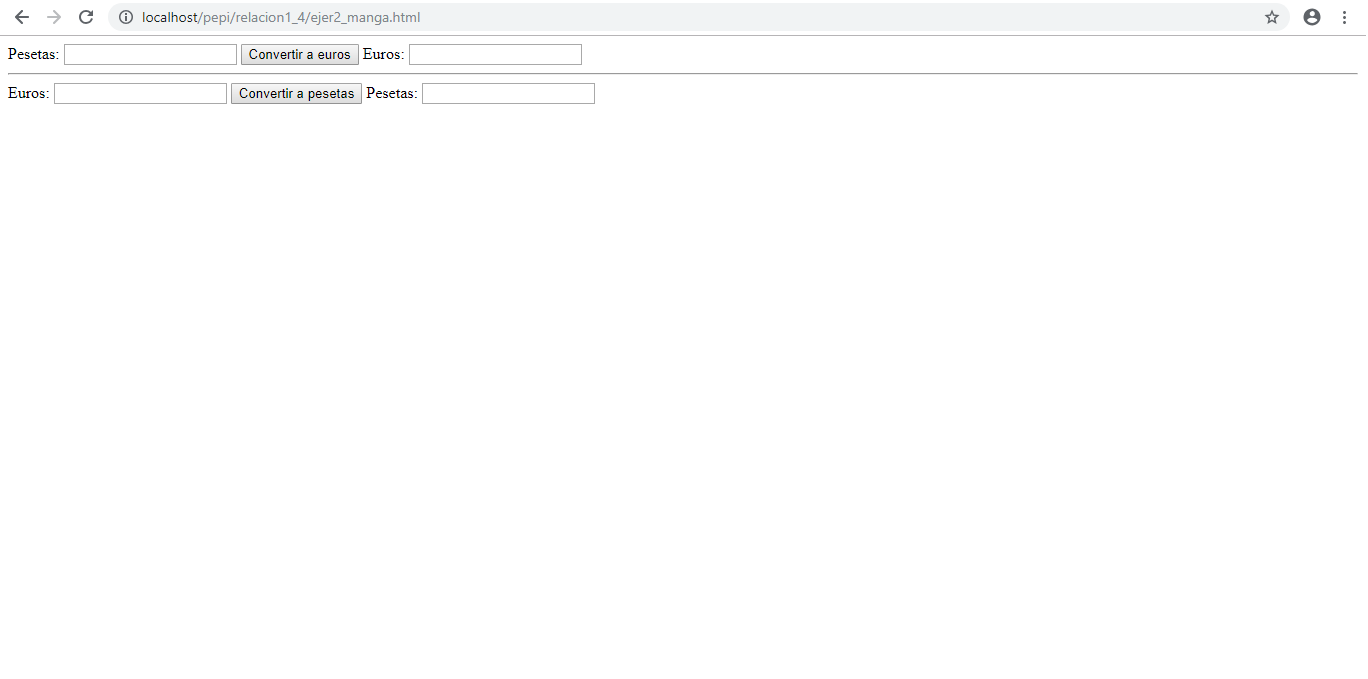 localhost/pepi/relacion1_4/ejer2_manga.html
Pesetas: Convertir a euros Euros:
Euros: Convertir a pesetas Pesetas: